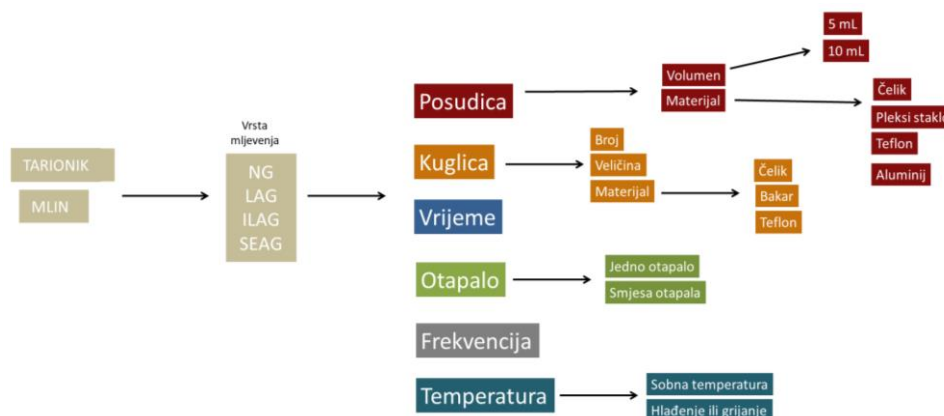 TARIONIK
MLIN
Vrsta
mljevenja
NG
LAG
ILAG
SEAG
Posudica
Volumen
Materijal
5 mL
10 mL
Čelik
Pleksi staklo
Teflon
Aluminij
Kuglica
Broj
Veličina
Materijal
Čelik
Bakar
Teflon
Vrijeme
Otapalo
Jedno otapalo
Smjesa otapala
Frekvencija
Temperatura
Sobna temperatura
Hlađenje ili grijanje